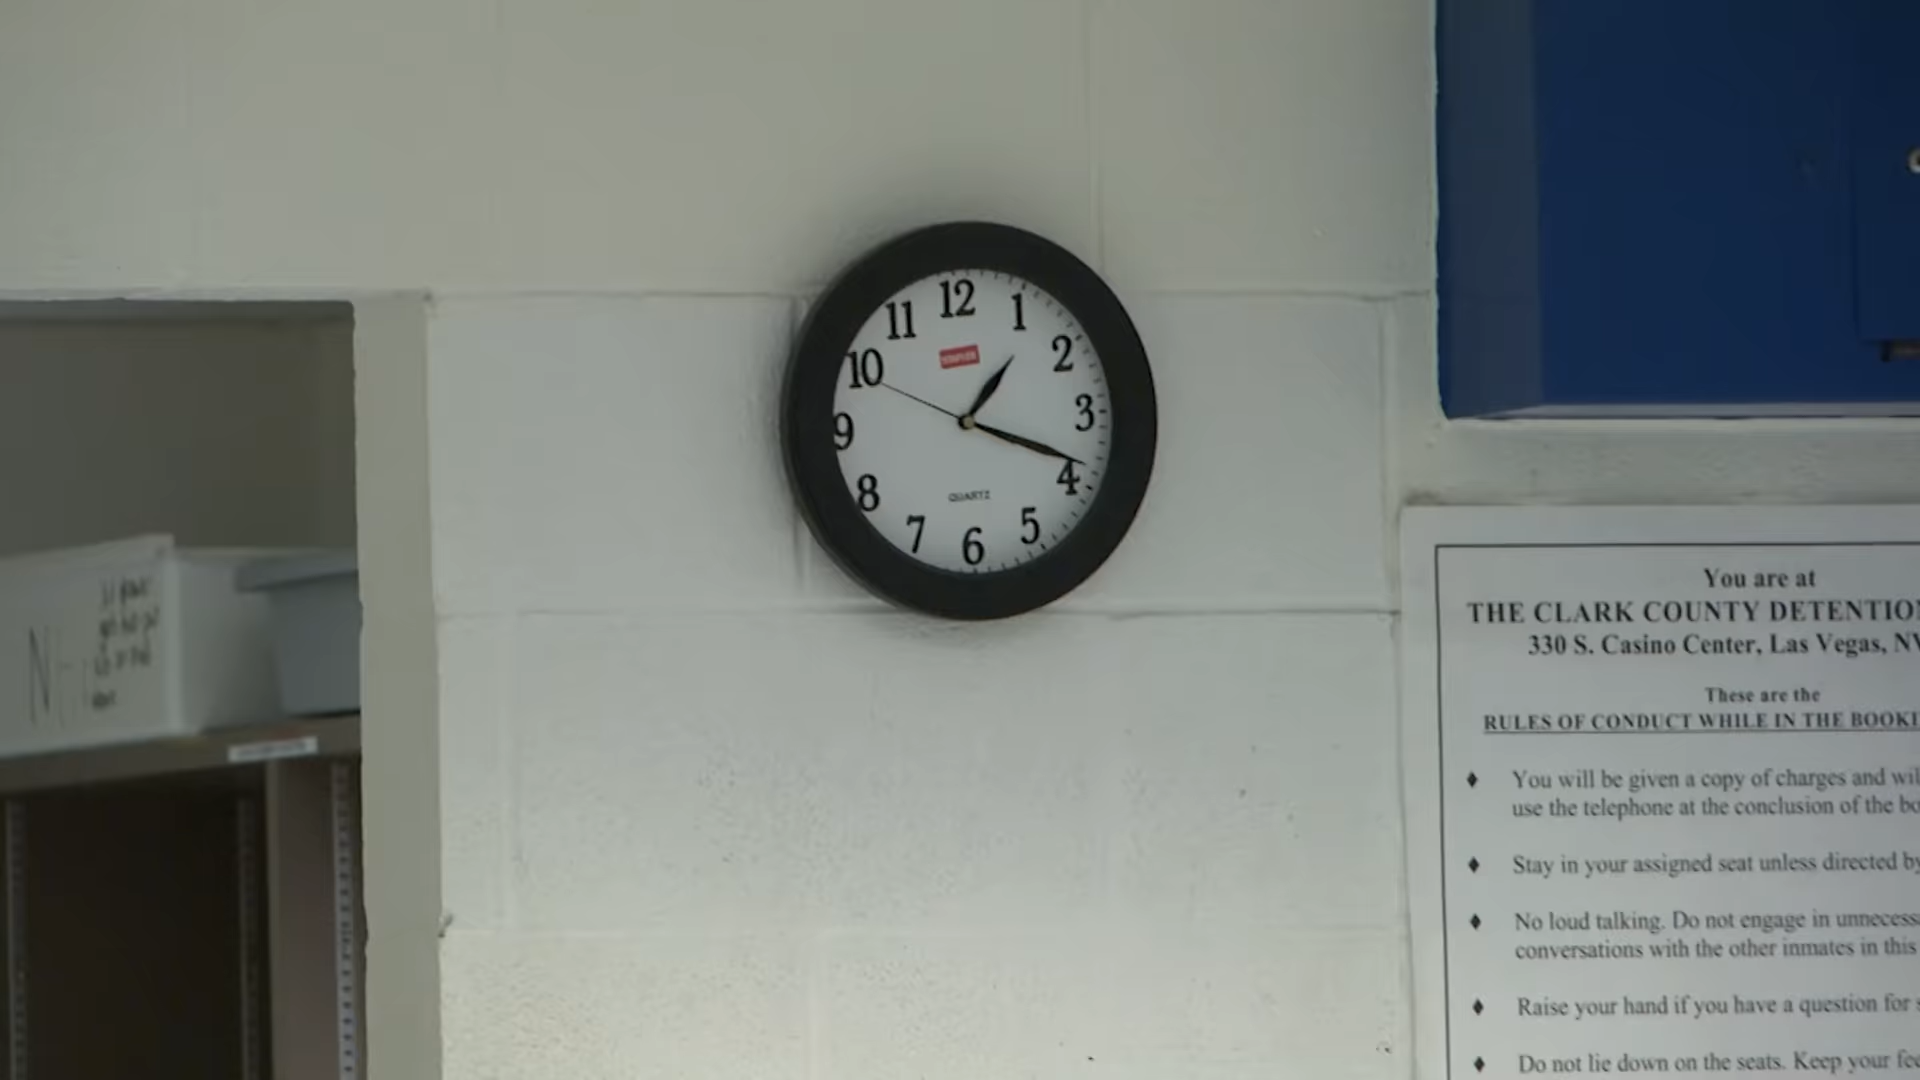 12
1
2
3
4
5
6
7
8
9
10
11
QUARTZ
You are at
THE CLARK COUNTY DETENTIO
330 S. Casino Center, Las Vegas, NV
These are the
RULES OF CONDUCT WHILE IN THE BOOKI
You will be given a copy of charges and wil
use the telephone at the conclusion of the bo
Stay in your assigned seat unless directed by
No loud talking. Do not engage in unnecess
conversations with the other inmates in this
Raise your hand if you have a question for s
Do not lie down on the seats. Keep your fee